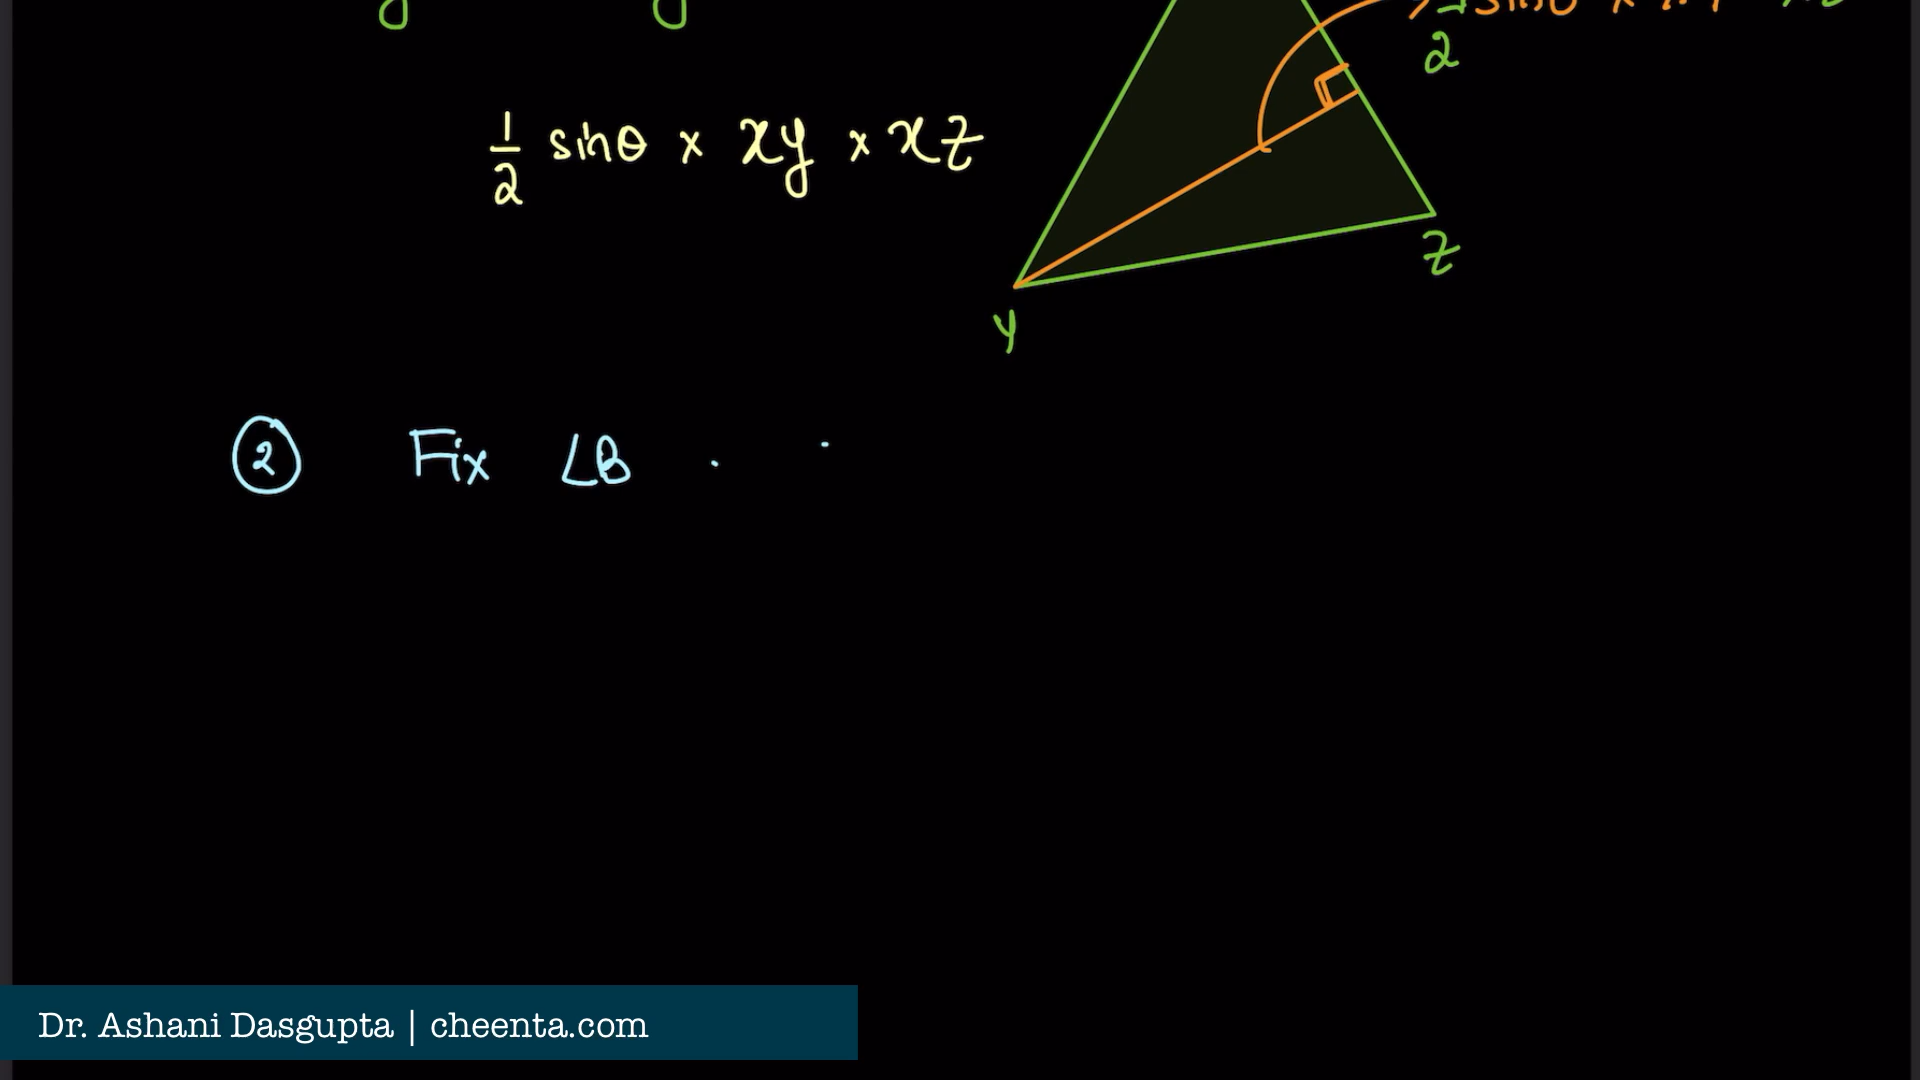 2
1/2 sinθ × xy × xz
Z
Y
② Fix ∠B .
Dr. Ashani Dasgupta | cheenta.com